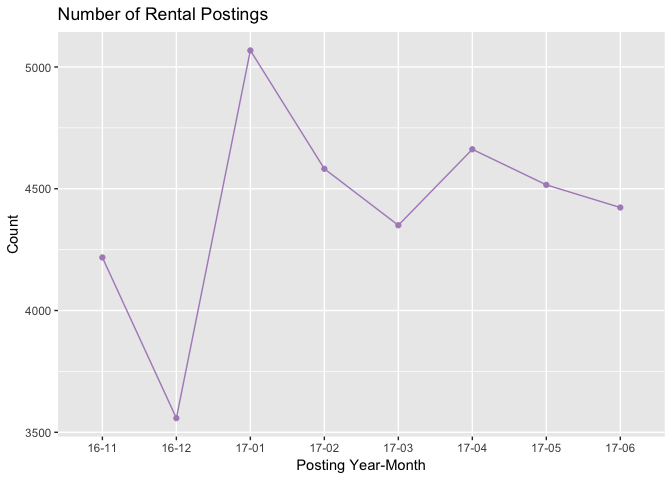 Number of Rental Postings
Count
5000
4500
4000
3500
16-11 16-12 17-01 17-02 17-03 17-04 17-05 17-06
Posting Year-Month